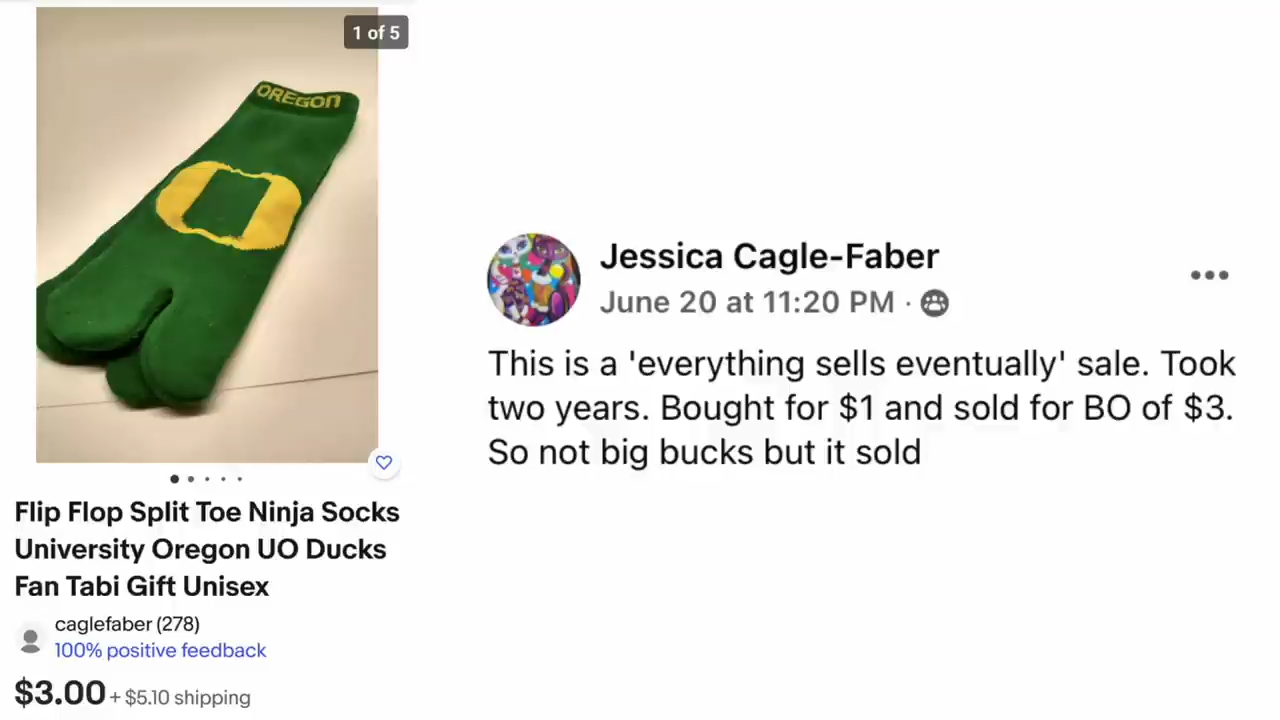 1 of 5
OREGON
Flip Flop Split Toe Ninja Socks
University Oregon UO Ducks
Fan Tabi Gift Unisex
caglefaber (278)
100% positive feedback
$3.00 + $5.10 shipping
Jessica Cagle-Faber
June 20 at 11:20 PM ·
This is a 'everything sells eventually' sale. Took
two years. Bought for $1 and sold for BO of $3.
So not big bucks but it sold